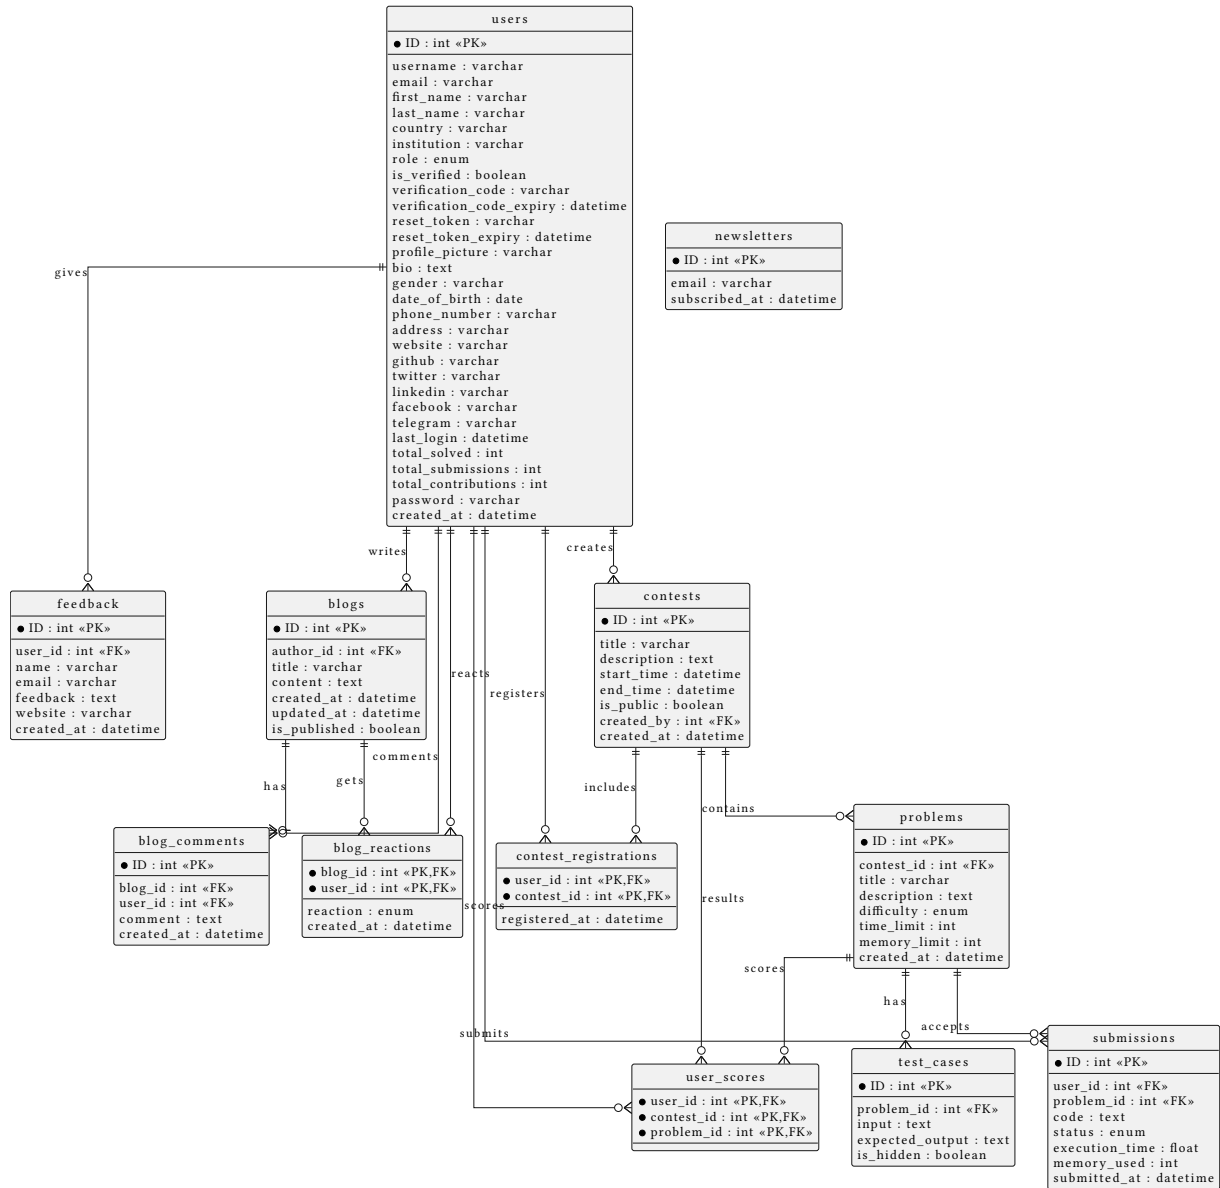 users
ID : int «PK»
username : varchar
email : varchar
first_name : varchar
last_name : varchar
country : varchar
institution : varchar
role : enum
is_verified : boolean
verification_code : varchar
verification_code_expiry : datetime
reset_token : varchar
reset_token_expiry : datetime
profile_picture : varchar
bio : text
gender : varchar
date_of_birth : date
phone_number : varchar
address : varchar
website : varchar
github : varchar
twitter : varchar
linkedin : varchar
facebook : varchar
telegram : varchar
last_login : datetime
total_solved : int
total_submissions : int
total_contributions : int
password : varchar
created_at : datetime
newsletters
ID : int «PK»
email : varchar
subscribed_at : datetime
gives
writes
creates
feedback
ID : int «PK»
user_id : int «FK»
name : varchar
email : varchar
feedback : text
website : varchar
created_at : datetime
blogs
ID : int «PK»
author_id : int «FK»
title : varchar
content : text
created_at : datetime
updated_at : datetime
is_published : boolean
reacts
registers
contests
ID : int «PK»
title : varchar
description : text
start_time : datetime
end_time : datetime
is_public : boolean
created_by : int «FK»
created_at : datetime
has
gets
comments
includes
contains
blog_comments
ID : int «PK»
blog_id : int «FK»
user_id : int «FK»
comment : text
created_at : datetime
blog_reactions
blog_id : int «PK,FK»
user_id : int «PK,FK»
reaction : enum
created_at : datetime
scores
contest_registrations
user_id : int «PK,FK»
contest_id : int «PK,FK»
registered_at : datetime
results
problems
ID : int «PK»
contest_id : int «FK»
title : varchar
description : text
difficulty : enum
time_limit : int
memory_limit : int
created_at : datetime
scores
has
accepts
submits
user_scores
user_id : int «PK,FK»
contest_id : int «PK,FK»
problem_id : int «PK,FK»
test_cases
ID : int «PK»
problem_id : int «FK»
input : text
expected_output : text
is_hidden : boolean
submissions
ID : int «PK»
user_id : int «FK»
problem_id : int «FK»
code : text
status : enum
execution_time : float
memory_used : int
submitted_at : datetime